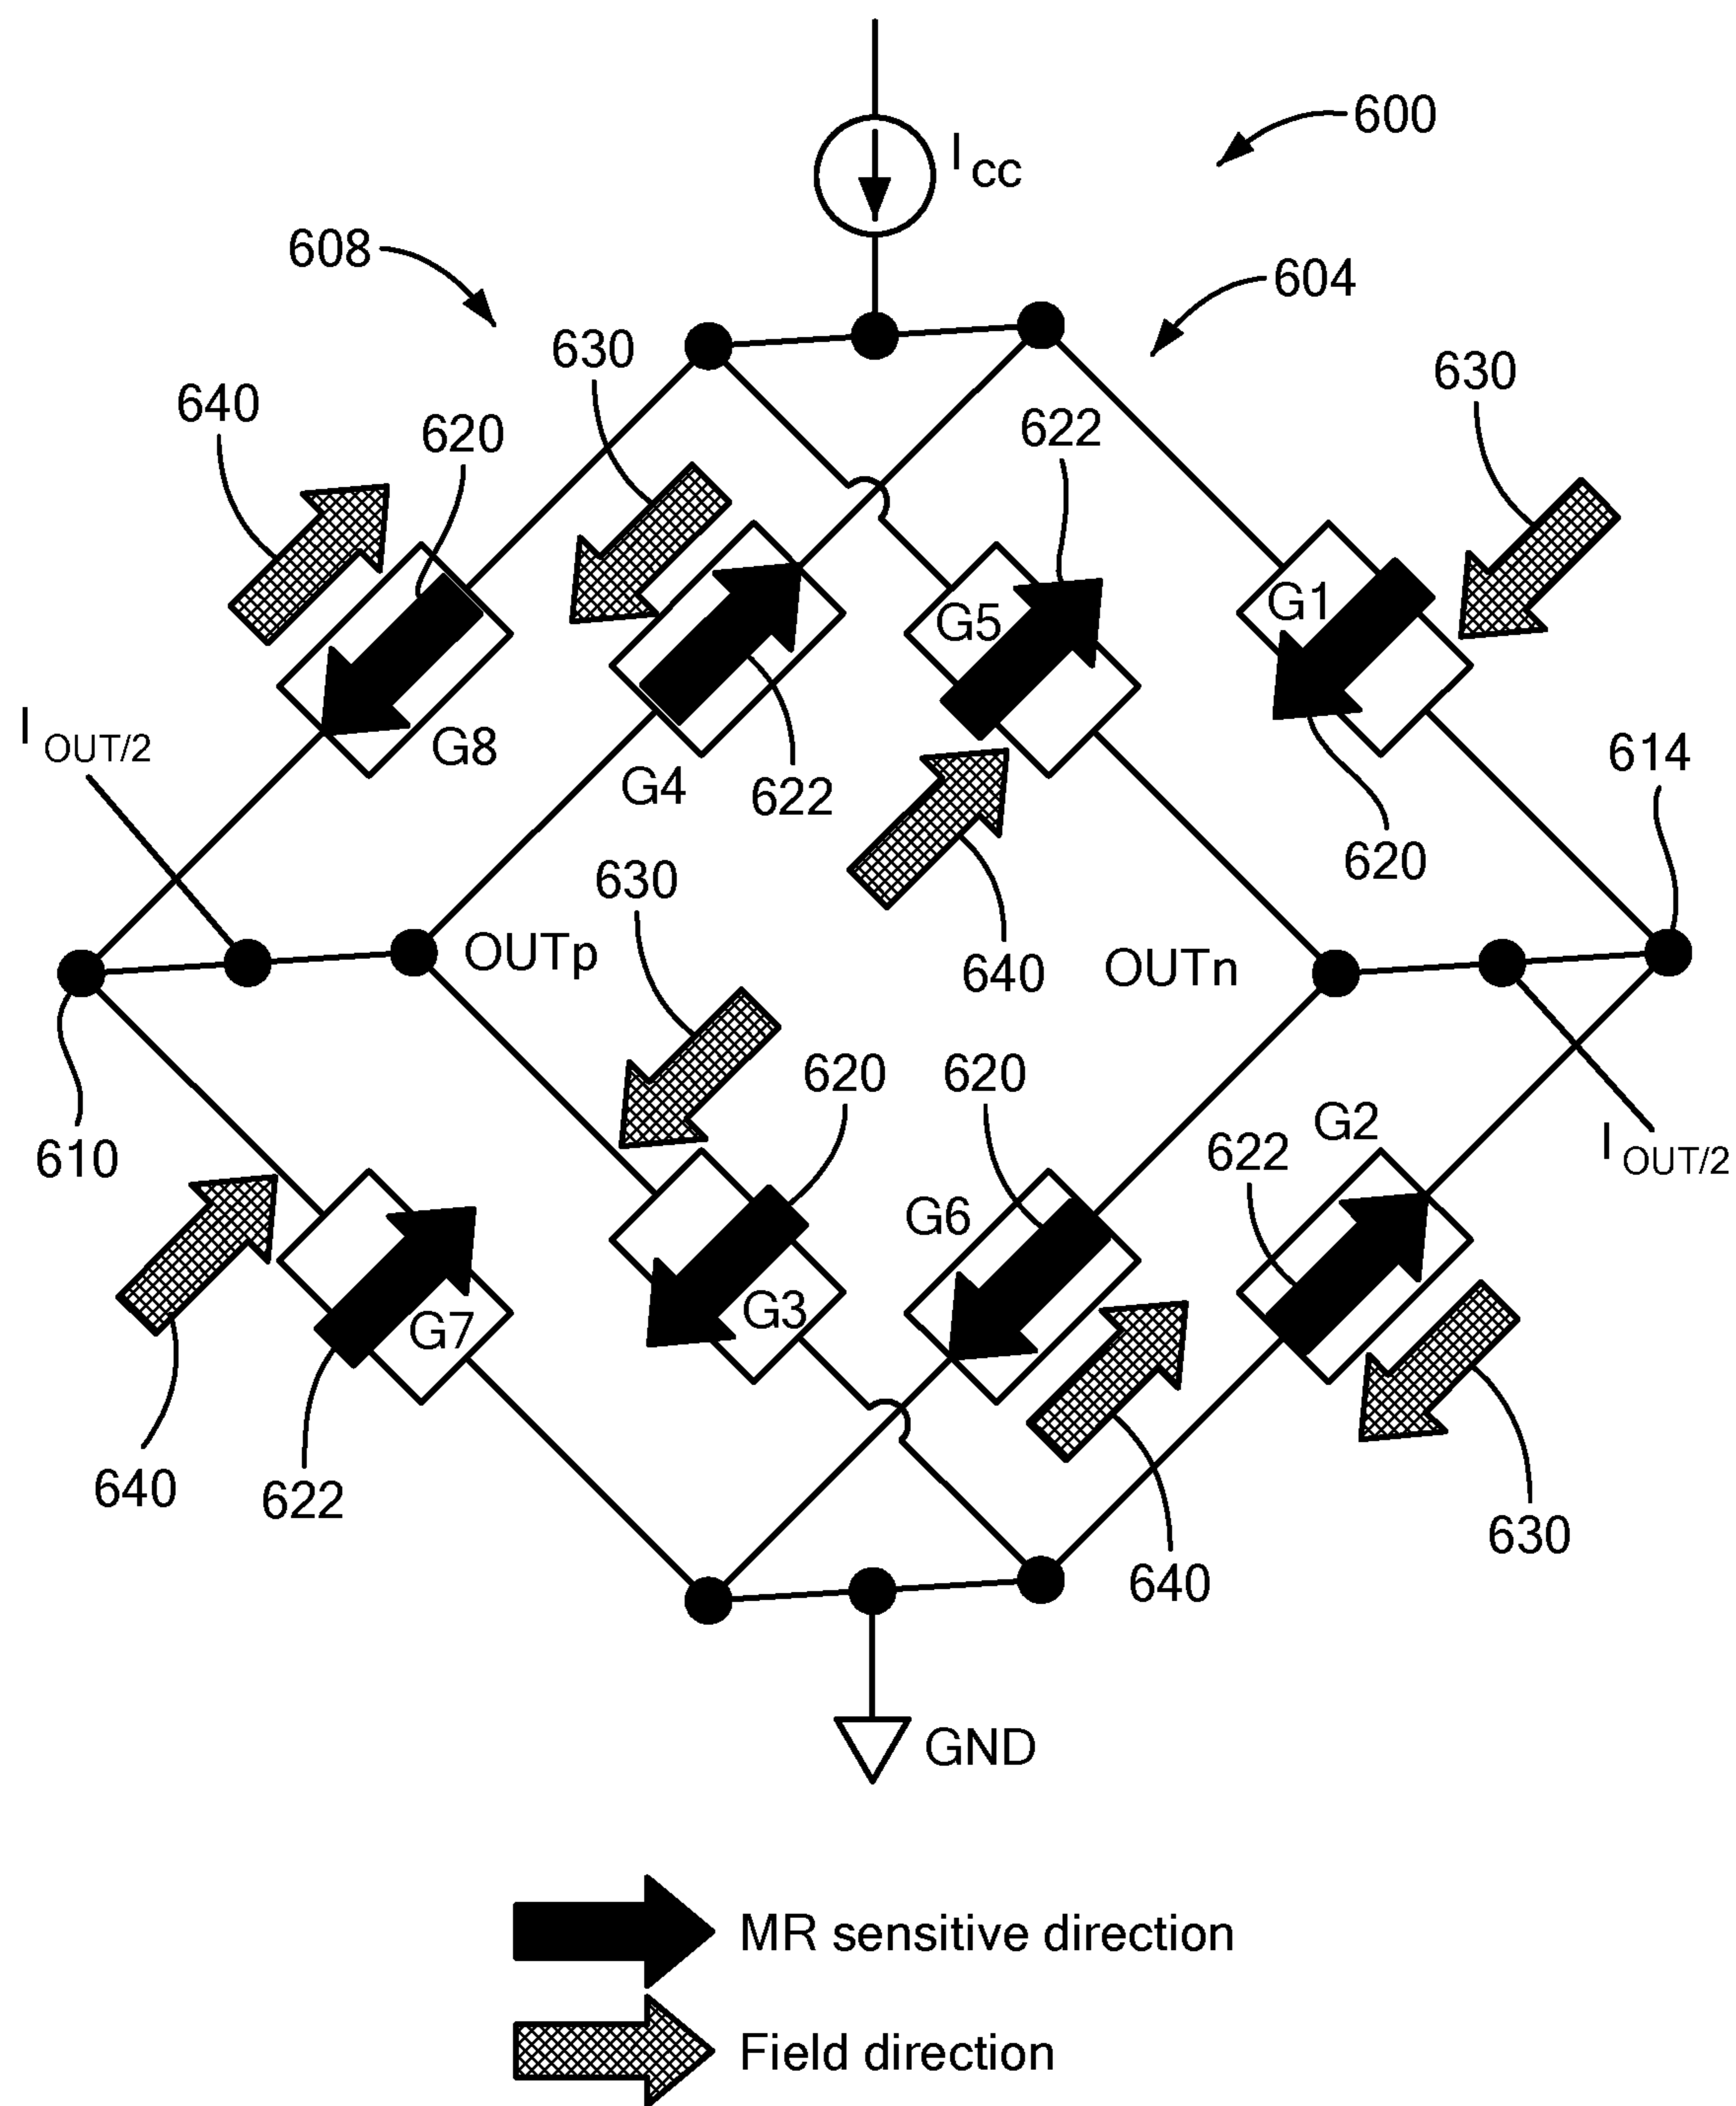 600
I CC
608
604
630
630
640
622
620
G1
G5
I OUT/2
G8
614
G4
622
620
630
OUTp
640
OUTn
620
620
G2
610
622
I OUT/2
G6
G3
G7
640
622
630
640
GND
MR sensitive direction
Field direction